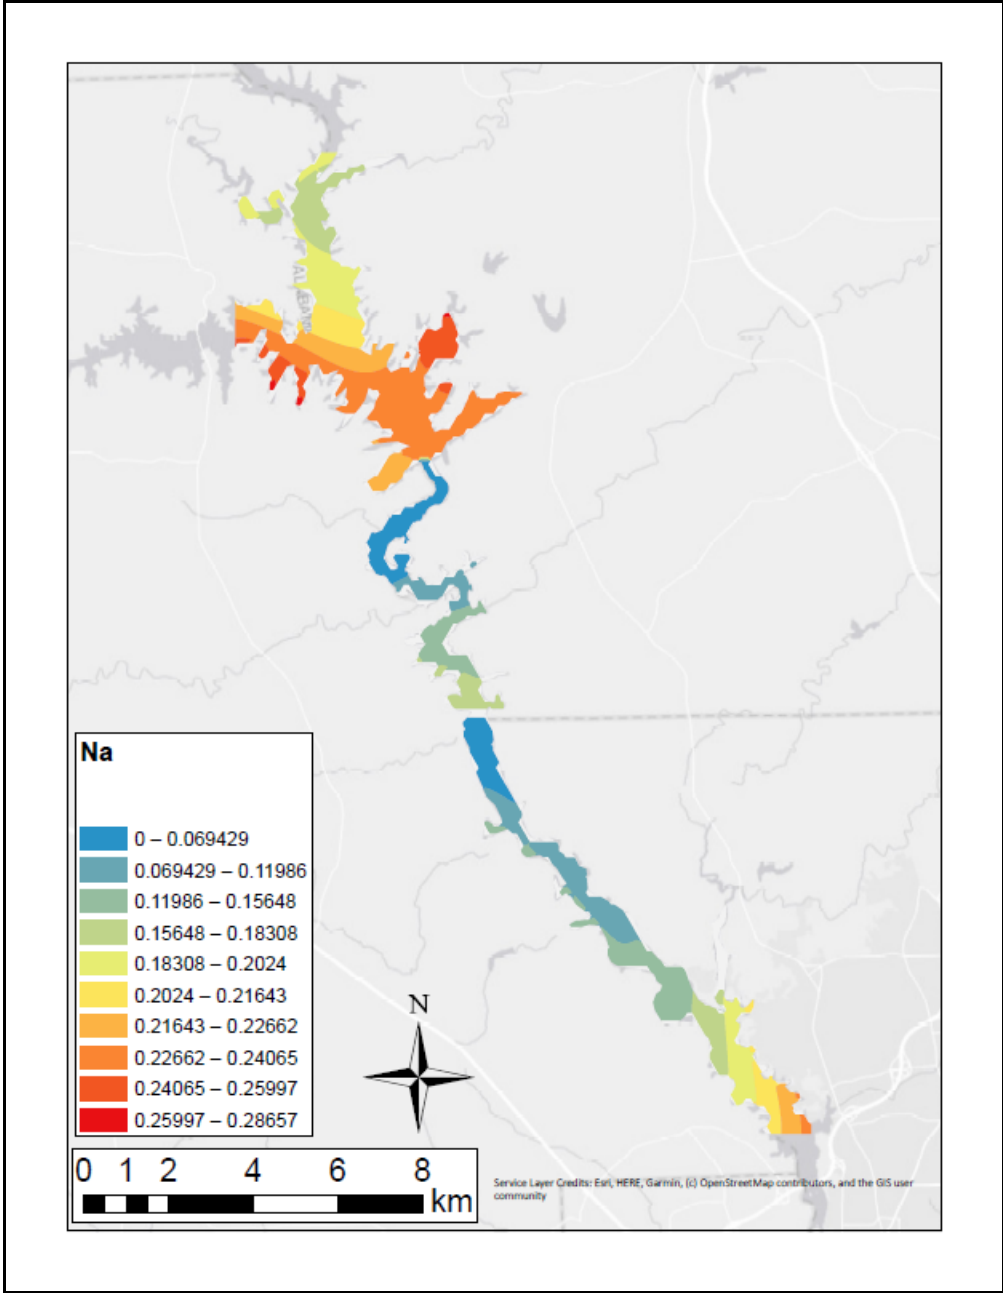 Na
0 – 0.069429
0.069429 – 0.11986
0.11986 – 0.15648
0.15648 – 0.18308
0.18308 – 0.2024
0.2024 – 0.21643
0.21643 – 0.22662
0.22662 – 0.24065
0.24065 – 0.25997
0.25997 – 0.28657
N
0 1 2 4 6 8
km
Service Layer Credits: Esri, HERE, Garmin, (c) OpenStreetMap contributors, and the GIS user
community